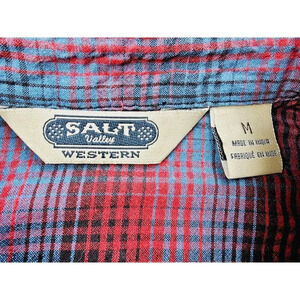 SALT
Valley
WESTERN
M
MADE IN INDIA
FABRIQUÉ EN INDE